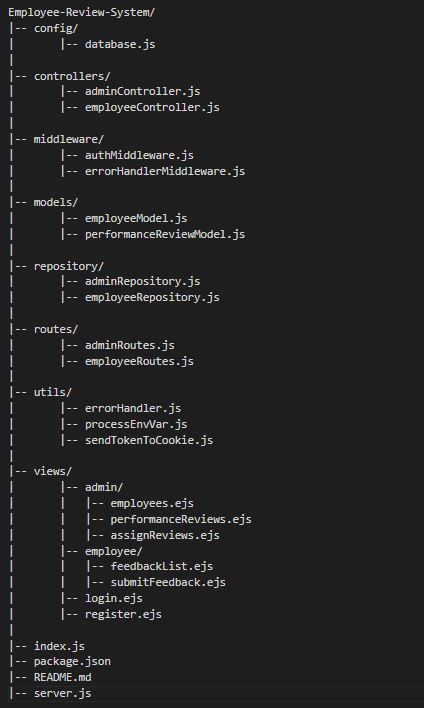 Employee-Review-System/
|-- config/
|       |-- database.js
|
|-- controllers/
|       |-- adminController.js
|       |-- employeeController.js
|
|-- middleware/
|       |-- authMiddleware.js
|       |-- errorHandlerMiddleware.js
|
|-- models/
|       |-- employeeModel.js
|       |-- performanceReviewModel.js
|
|-- repository/
|       |-- adminRepository.js
|       |-- employeeRepository.js
|
|-- routes/
|       |-- adminRoutes.js
|       |-- employeeRoutes.js
|
|-- utils/
|       |-- errorHandler.js
|       |-- processEnvVar.js
|       |-- sendTokenToCookie.js
|
|-- views/
|       |-- admin/
|       |   |-- employees.ejs
|       |   |-- performanceReviews.ejs
|       |   |-- assignReviews.ejs
|       |-- employee/
|       |   |-- feedbackList.ejs
|       |   |-- submitFeedback.ejs
|       |-- login.ejs
|       |-- register.ejs
|
|-- index.js
|-- package.json
|-- README.md
|-- server.js